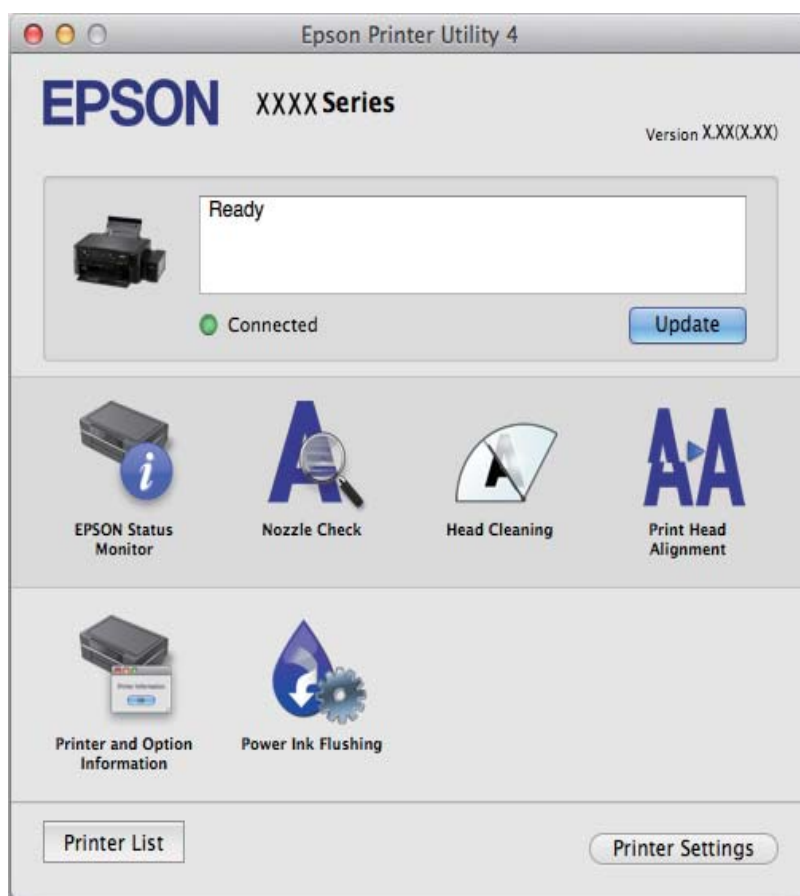 Epson Printer Utility 4
EPSON XXXX Series
Version X.XX(X.XX)
Ready
Connected
Update
EPSON Status
Monitor
Nozzle Check
Head Cleaning
Print Head
Alignment
Printer and Option
Information
Power Ink Flushing
Printer List
Printer Settings